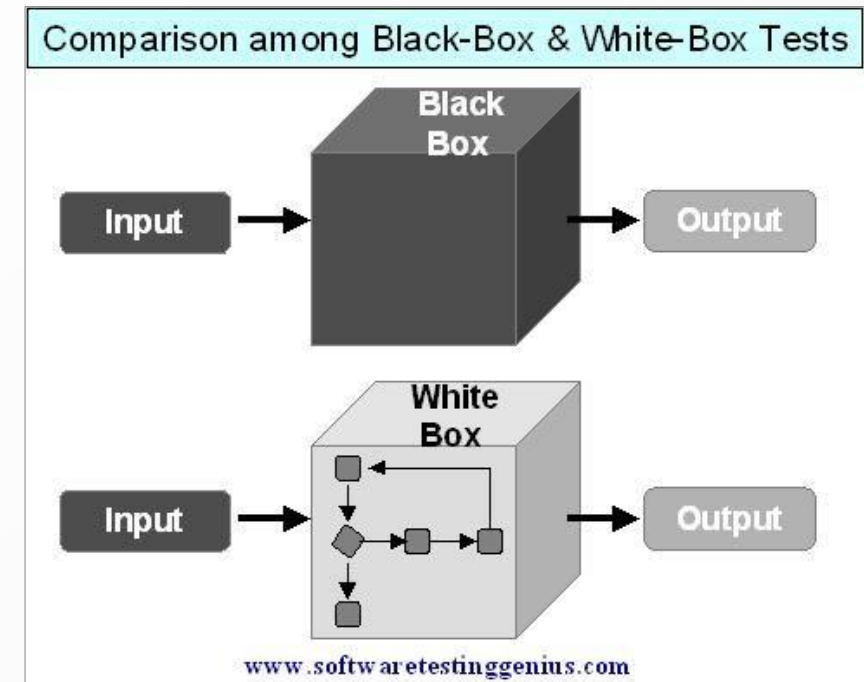 Comparison among Black-Box & White-Box Tests
Black
Box
Input
Output
White
Box
Input
Output
www.softwaretestinggenius.com